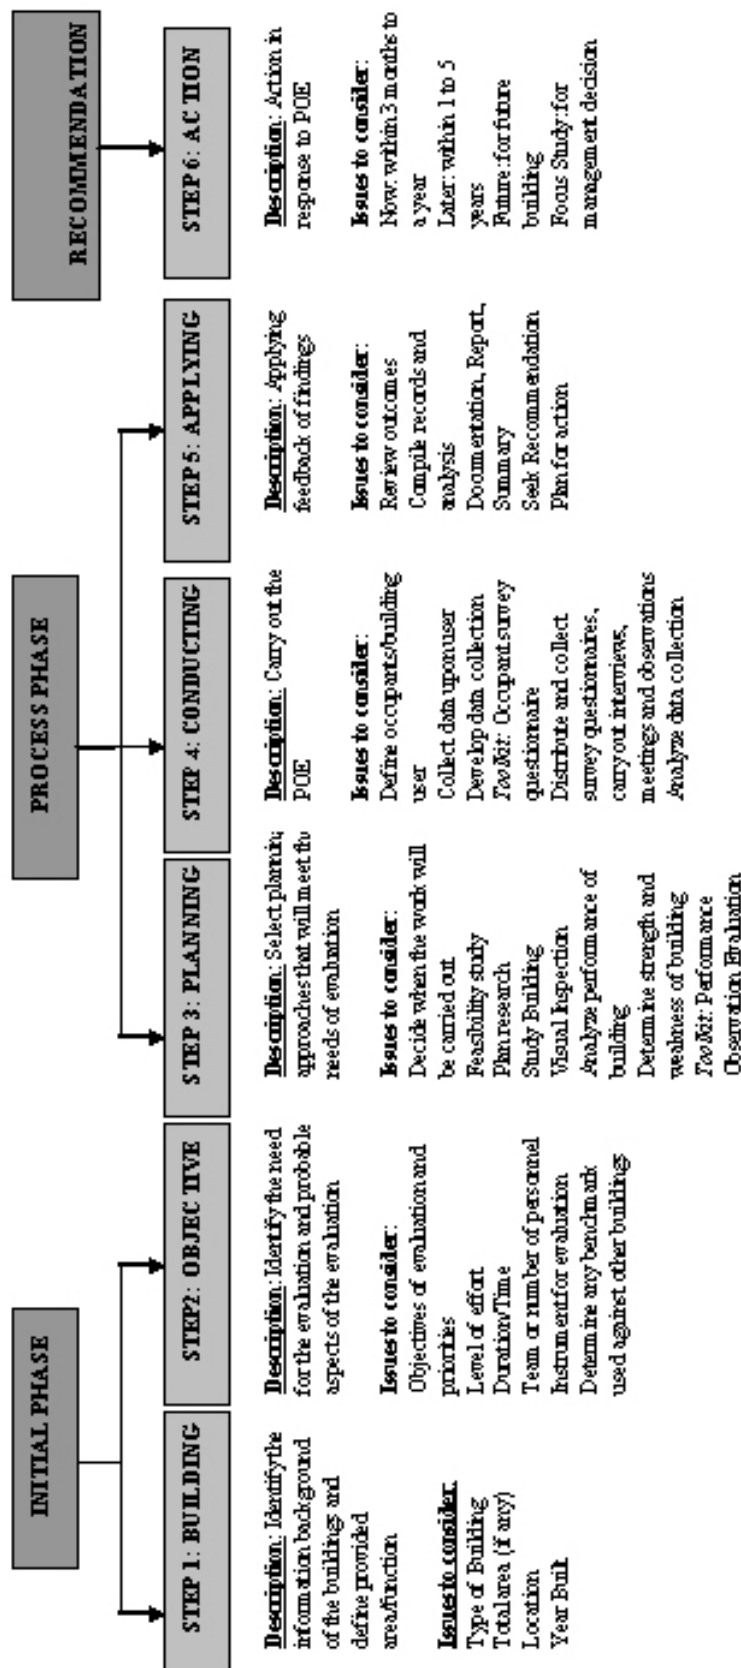 INITIAL PHASE
PROCESS PHASE
RECOMMENDATION
STEP 1: BUILDING
Description: Identify the
information background
of the buildings and
define provided
area/function
Issues to consider:
Type of Building
Total area (if any)
Location
Year Built
STEP2: OBJECTIVE
Description: Identify the need
for the evaluation and probable
aspects of the evaluation
Issues to consider:
Objectives of evaluation and
priorities
Level of effort
Duration/Time
Team or number of personnel
Instrument for evaluation
Determine any benchmark
used against other buildings
STEP 3: PLANNING
Description: Select plannin
approaches that will meet the
needs of evaluation
Issues to consider:
Decide when the work will
be carried out
Feasibility study
Plan research
Study Building
Visual Inspection
Analyze performance of
building
Determine strength and
weakness of building
Tool kit: Performance
Observation Evaluation
STEP 4: CONDUCTING
Description: Carry out the
POE
Issues to consider:
Define occupants/building
user
Collect data upon user
Develop data collection
Tool kit: Occupant survey
questionaire
Distribute and collect
survey questionnaires,
carry out interviews,
meetings and observations
Analyze data collection
STEP 5: APPLYING
Description: Applying
feedback of findings
Issues to consider:
Review outcomes
Compile records and
analysis
Documentation, Report,
Summary
Seek Recommendation
Plan for action
STEP 6: ACTION
Description: Action in
response to POE
Issues to consider:
Now: within 3 months to
a year
Later: within 1 to 5
years
Future: for future
building
Focus Study: for
management decision